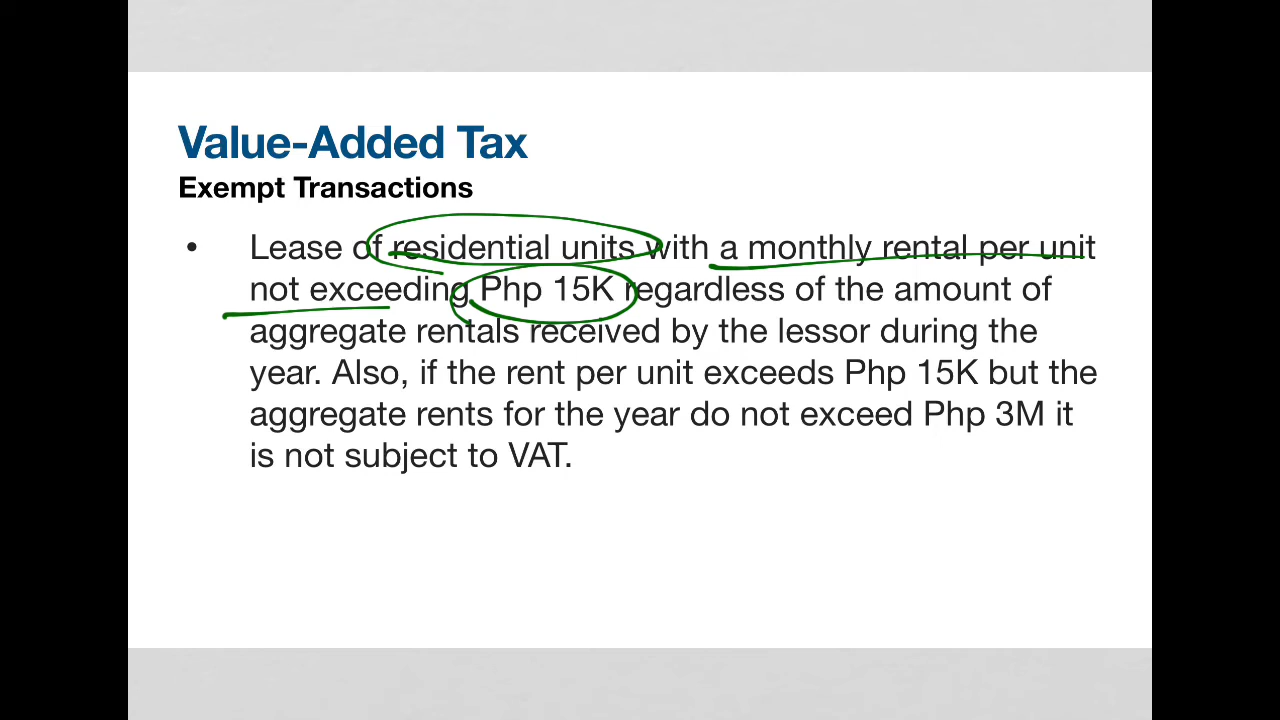 Value-Added Tax
Exempt Transactions
• Lease of residential units with a monthly rental per unit
not exceeding Php 15K regardless of the amount of
aggregate rentals received by the lessor during the
year. Also, if the rent per unit exceeds Php 15K but the
aggregate rents for the year do not exceed Php 3M it
is not subject to VAT.